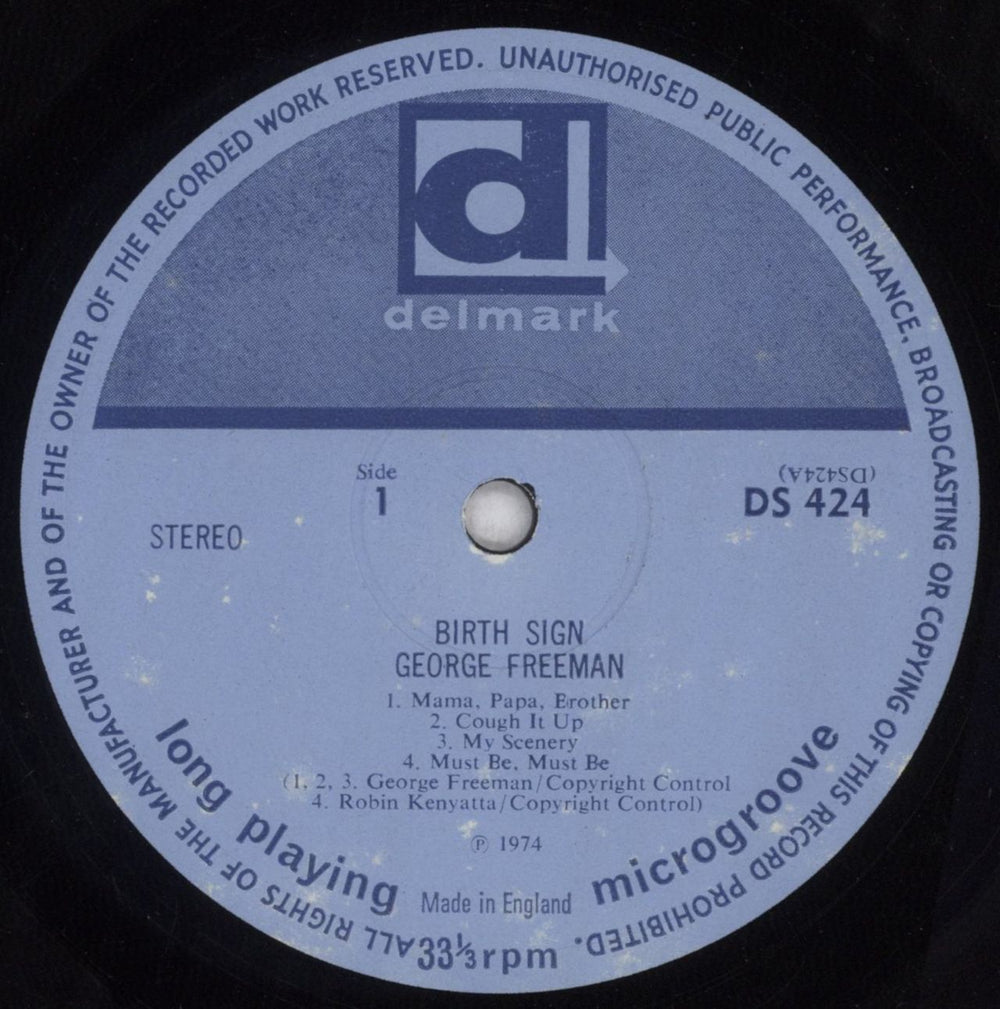 ALL RIGHTS OF THE MANUFACTURER AND OF THE OWNER OF THE RECORDED WORK RESERVED. UNAUTHORISED PUBLIC PERFORMANCE, BROADCASTING OR COPYING OF THIS RECORD PROHIBITED.
dl
delmark
Side
1
(DS424A)
DS 424
STEREO
BIRTH SIGN
GEORGE FREEMAN
1. Mama, Papa, Brother
2. Cough It Up
3. My Scenery
4. Must Be, Must Be
(1, 2, 3. George Freeman/Copyright Control
4. Robin Kenyatta/Copyright Control)
℗ 1974
long playing
microgroove
Made in England
33⅓rpm